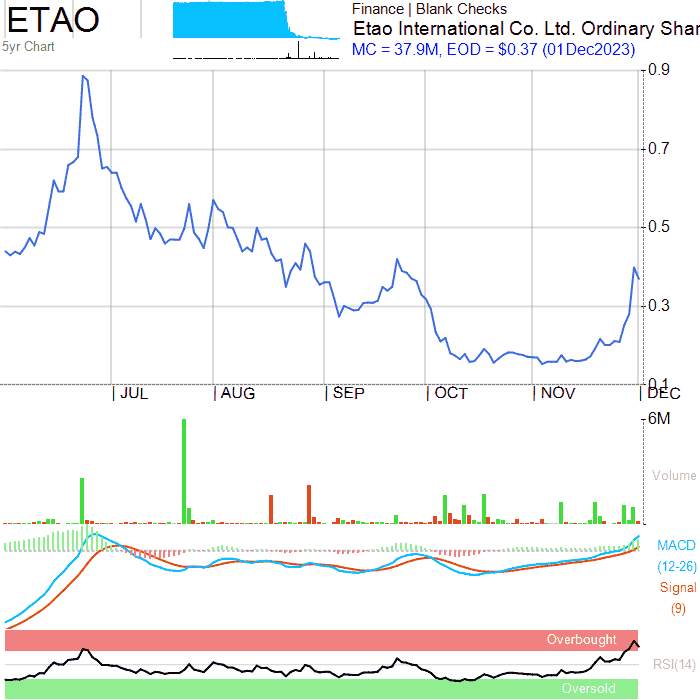 ETAO
5yr Chart
Finance | Blank Checks
Etao International Co. Ltd. Ordinary Shar
MC = 37.9M, EOD = $0.37 (01Dec2023)
0.9
0.7
0.5
0.3
0.1
JUL AUG SEP OCT NOV DEC
6M
Volume
MACD
(12-26)
Signal
(9)
Overbought
RSI(14)
Oversold